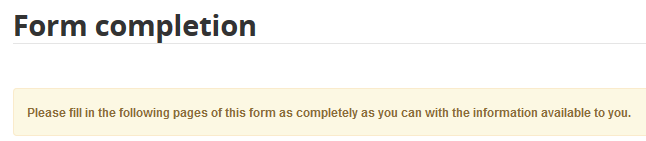 Form completion
Please fill in the following pages of this form as completely as you can with the information available to you.